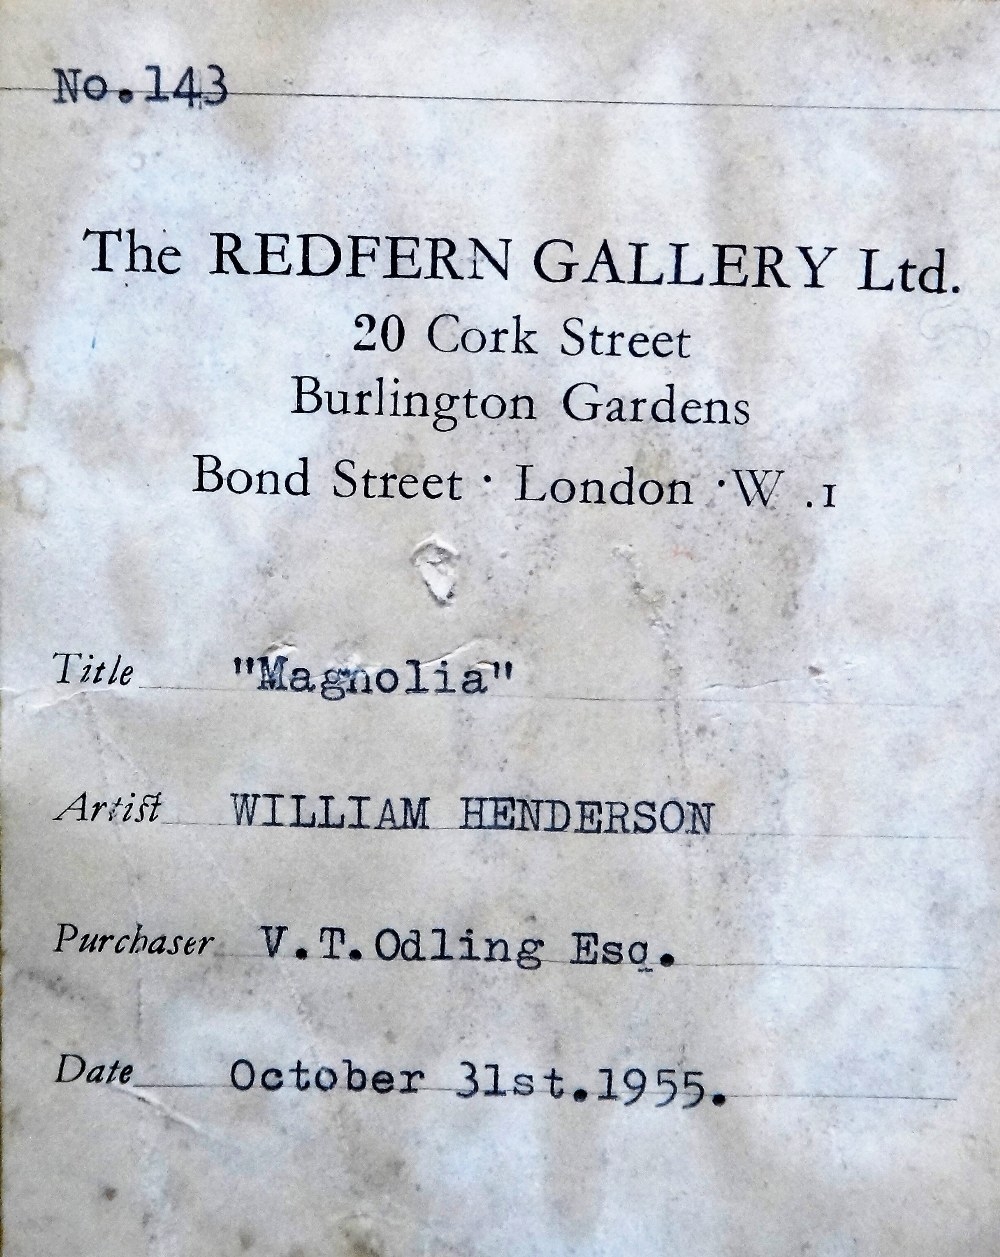 No.143
The REDFERN GALLERY Ltd.
20 Cork Street
Burlington Gardens
Bond Street · London · W .1
Title "Magnolia"
Artist WILLIAM HENDERSON
Purchaser V.T.Odling Esq.
Date October 31st.1955.